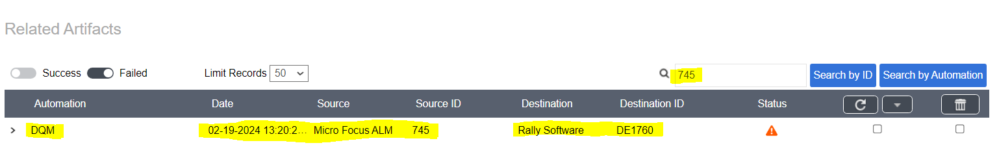 Related Artifacts
Success Failed Limit Records 50 745 Search by ID Search by Automation
Automation Date Source Source ID Destination Destination ID Status
DQM 02-19-2024 13:20:2... Micro Focus ALM 745 Rally Software DE1760